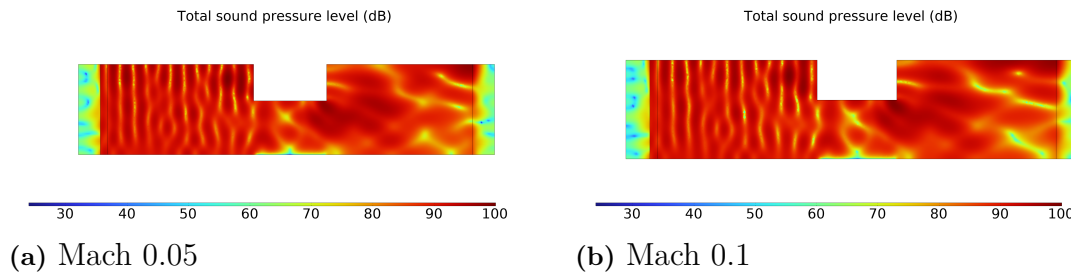 Total sound pressure level (dB)
30 40 50 60 70 80 90 100
(a) Mach 0.05
Total sound pressure level (dB)
30 40 50 60 70 80 90 100
(b) Mach 0.1